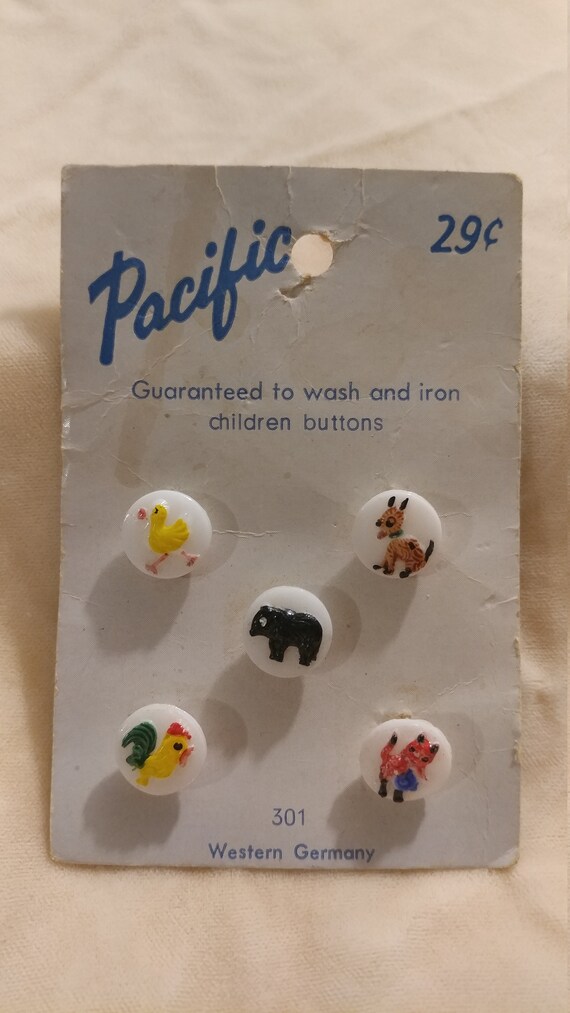 Pacific
29¢
Guaranteed to wash and iron
children buttons
301
Western Germany